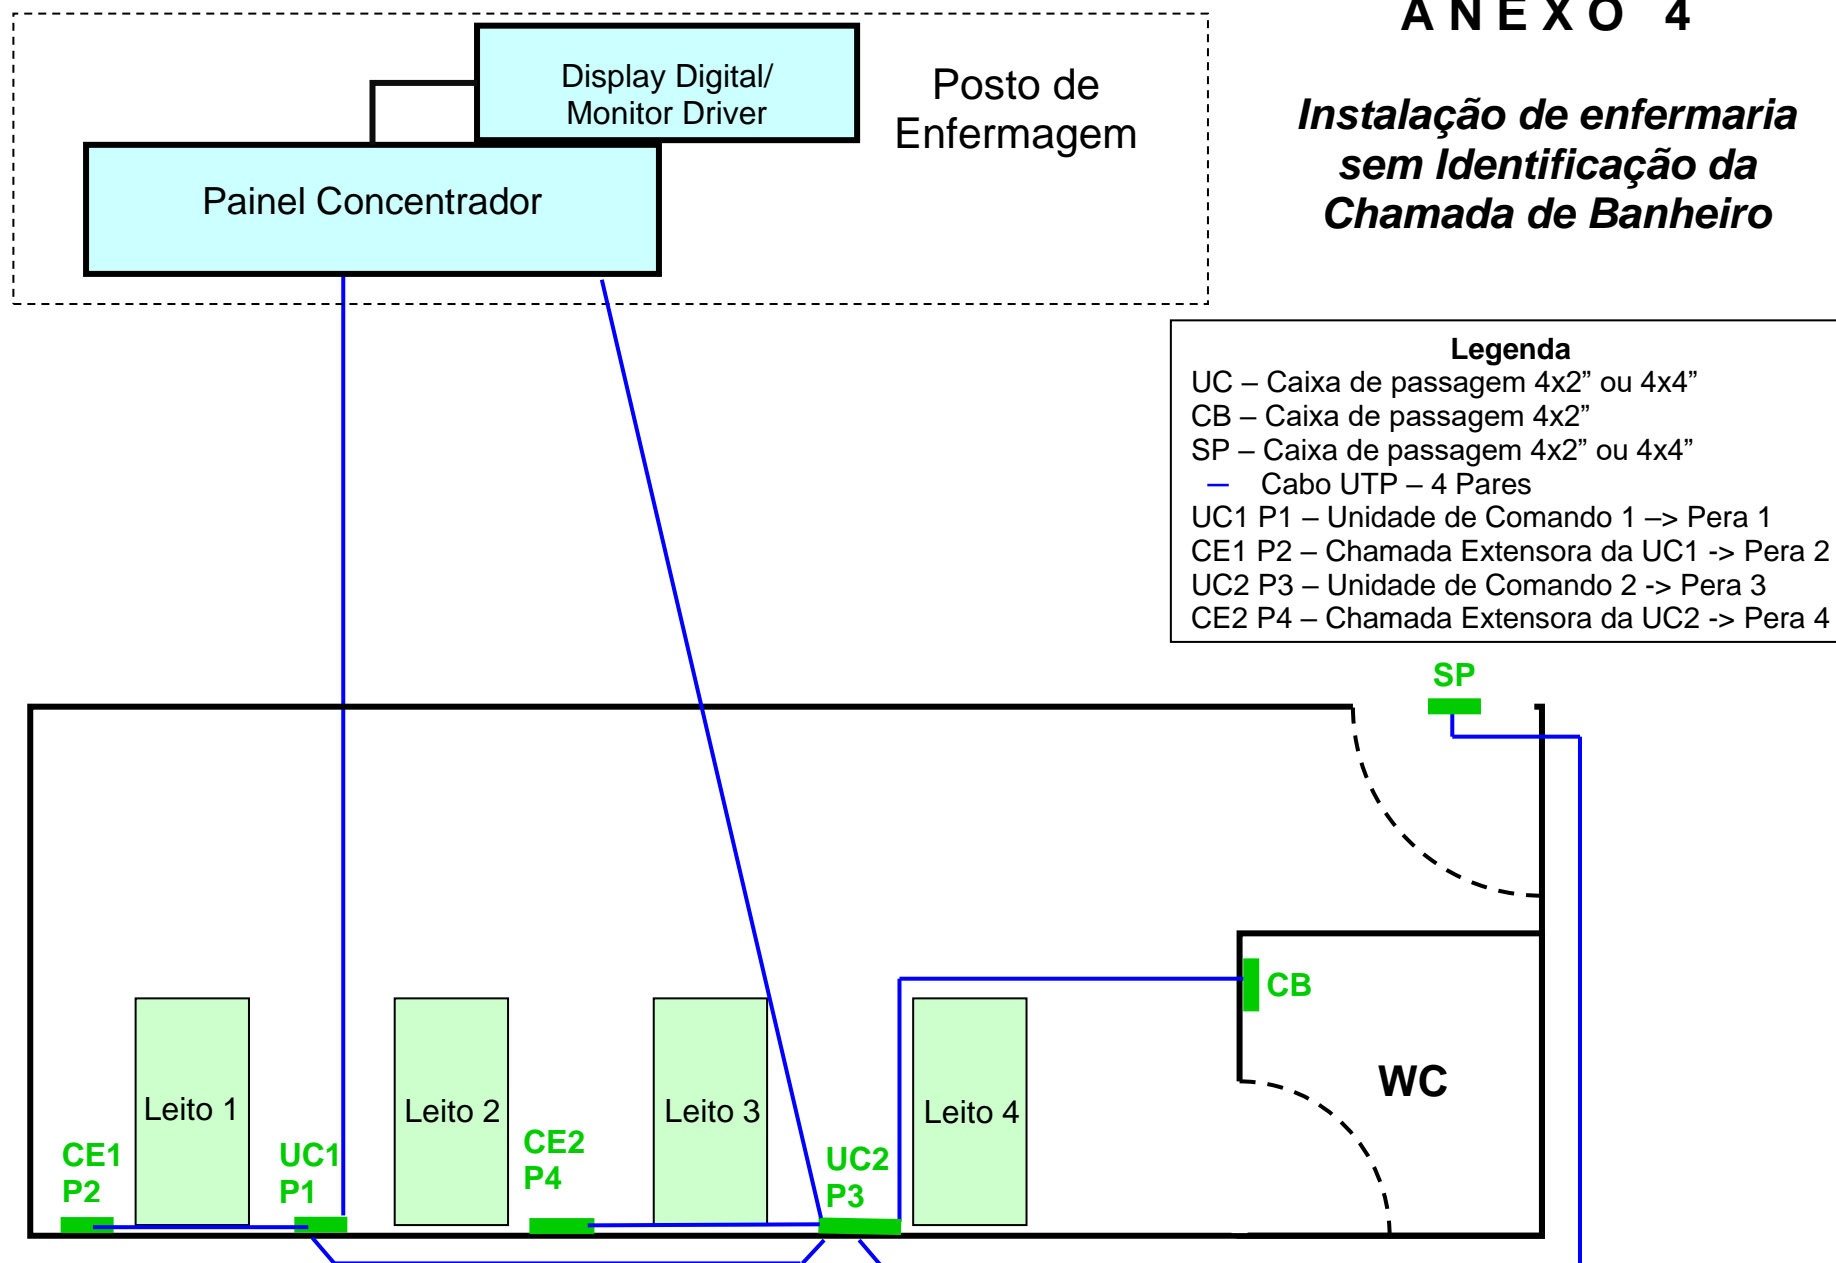 ANEXO 4
Display Digital/
Monitor Driver
Posto de
Enfermagem
Painel Concentrador
Instalação de enfermaria
sem Identificação da
Chamada de Banheiro
Legenda
UC – Caixa de passagem 4x2” ou 4x4”
CB – Caixa de passagem 4x2”
SP – Caixa de passagem 4x2” ou 4x4”
Cabo UTP – 4 Pares
UC1 P1 – Unidade de Comando 1 –> Pera 1
CE1 P2 – Chamada Extensora da UC1 -> Pera 2
UC2 P3 – Unidade de Comando 2 -> Pera 3
CE2 P4 – Chamada Extensora da UC2 -> Pera 4
SP
CB
WC
Leito 1
Leito 2
Leito 3
Leito 4
CE1
P2
UC1
P1
CE2
P4
UC2
P3